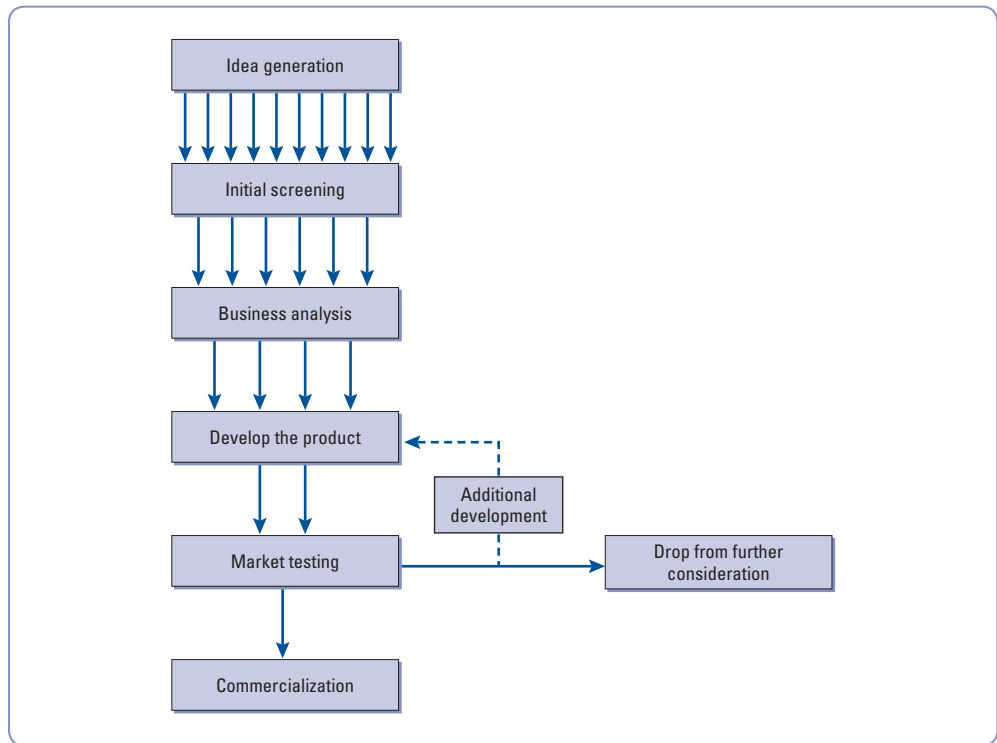 Idea generation
Initial screening
Business analysis
Develop the product
Additional
development
Market testing
Drop from further
consideration
Commercialization